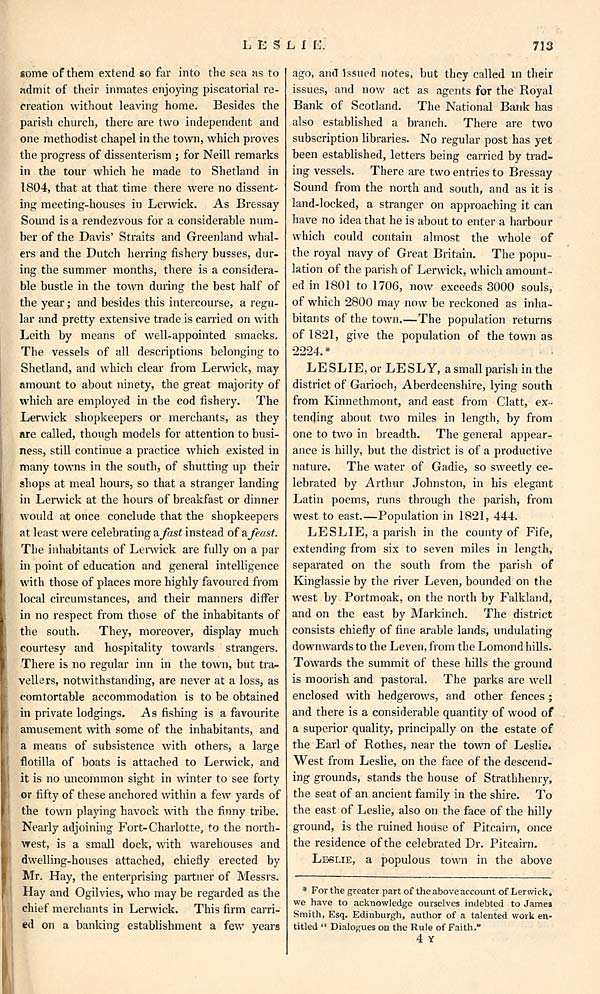 LESLIE.
713
some of them extend so far into the sea as to
admit of their inmates enjoying piscatorial re-
creation without leaving home. Besides the
parish church, there are two independent and
one methodist chapel in the town, which proves
the progress of dissenterism ; for Neill remarks
in the tour which he made to Shetland in
1804, that at that time there were no dissent-
ing meeting-houses in Lerwick. As Bressay
Sound is a rendezvous for a considerable num-
ber of the Davis' Straits and Greenland whal-
ers and the Dutch herring fishery busses, dur-
ing the summer months, there is a considera-
ble bustle in the town during the best half of
the year; and besides this intercourse, a regu-
lar and pretty extensive trade is carried on with
Leith by means of well-appointed smacks.
The vessels of all descriptions belonging to
Shetland, and which clear from Lerwick, may
amount to about ninety, the great majority of
which are employed in the cod fishery. The
Lerwick shopkeepers or merchants, as they
are called, though models for attention to busi-
ness, still continue a practice which existed in
many towns in the south, of shutting up their
shops at meal hours, so that a stranger landing
in Lerwick at the hours of breakfast or dinner
would at once conclude that the shopkeepers
at least were celebrating a fast instead of a feast.
The inhabitants of Lerwick are fully on a par
in point of education and general intelligence
with those of places more highly favoured from
local circumstances, and their manners differ
in no respect from those of the inhabitants of
the south. They, moreover, display much
courtesy and hospitality towards strangers.
There is no regular inn in the town, but tra-
vellers, notwithstanding, are never at a loss, as
comfortable accommodation is to be obtained
in private lodgings. As fishing is a favourite
amusement with some of the inhabitants, and
a means of subsistence with others, a large
flotilla of boats is attached to Lerwick, and
it is no uncommon sight in winter to see forty
or fifty of these anchored within a few yards of
the town playing havock with the finny tribe.
Nearly adjoining Fort-Charlotte, to the north-
west, is a small dock, with warehouses and
dwelling-houses attached, chiefly erected by
Mr. Hay, the enterprising partner of Messrs.
Hay and Ogilvies, who may be regarded as the
chief merchants in Lerwick. This firm carri-
ed on a banking establishment a few years
ago, and issued notes, but they called in their
issues, and now act as agents for the Royal
Bank of Scotland. The National Bank has
also established a branch. There are two
subscription libraries. No regular post has yet
been established, letters being carried by trad-
ing vessels. There are two entries to Bressay
Sound from the north and south, and as it is
land-locked, a stranger on approaching it can
have no idea that he is about to enter a harbour
which could contain almost the whole of
the royal navy of Great Britain. The popu-
lation of the parish of Lerwick, which amount-
ed in 1801 to 1706, now exceeds 3000 souls,
of which 2800 may now be reckoned as inha-
bitants of the town.—The population returns
of 1821, give the population of the town as
2224.*
LESLIE, or LESLY, a small parish in the
district of Garioch, Aberdeenshire, lying south
from Kinnethmont, and east from Clatt, ex-
tending about two miles in length, by from
one to two in breadth. The general appear-
ance is hilly, but the district is of a productive
nature. The water of Gadie, so sweetly ce-
lebrated by Arthur Johnston, in his elegant
Latin poems, runs through the parish, from
west to east.—Population in 1821, 444.
LESLIE, a parish in the county of Fife,
extending from six to seven miles in length,
separated on the south from the parish of
Kinglassie by the river Leven, bounded on the
west by Portmoak, on the north by Falkland,
and on the east by Markinch. The district
consists chiefly of fine arable lands, undulating
downwards to the Leven, from the Lomond hills.
Towards the summit of these hills the ground
is moorish and pastoral. The parks are well
enclosed with hedgerows, and other fences ;
and there is a considerable quantity of wood of
a superior quality, principally on the estate of
the Earl of Rothes, near the town of Leslie.
West from Leslie, on the face of the descend-
ing grounds, stands the house of Strathhenry,
the seat of an ancient family in the shire. To
the east of Leslie, also on the face of the hilly
ground, is the ruined house of Pitcairn, once
the residence of the celebrated Dr. Pitcairn.
LESLIE, a populous town in the above
* For the greater part of the above account of Lerwick,
we have to acknowledge ourselves indebted to James
Smith, Esq. Edinburgh, author of a talented work en-
titled " Dialogues on the Rule of Faith."
4 Y